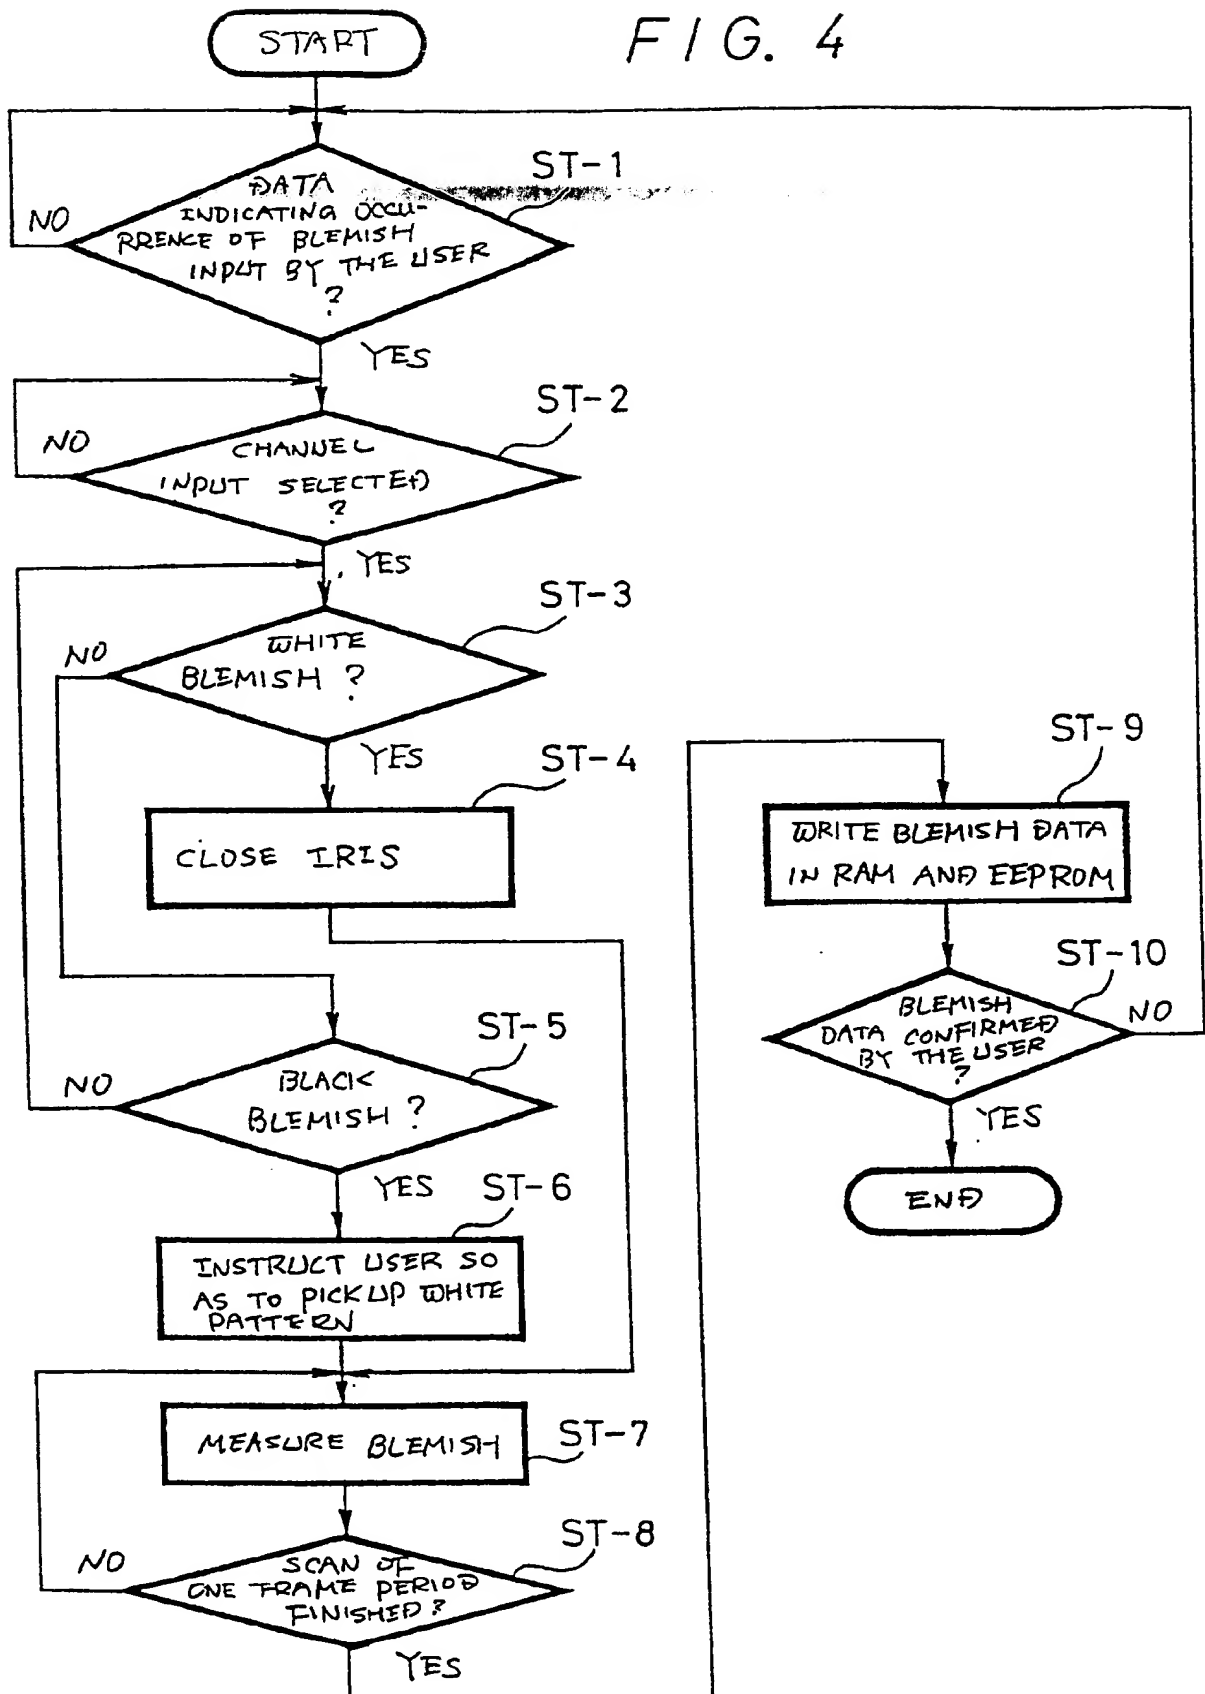 FIG. 4
START
ST-1
DATA
INDICATING OCCU-
RRENCE OF BLEMISH
INPUT BY THE USER
?
NO
YES
ST-2
CHANNEL
INPUT SELECTED
?
NO
YES
ST-3
WHITE
BLEMISH ?
NO
YES
ST-4
CLOSE IRIS
ST-5
BLACK
BLEMISH ?
NO
YES
ST-6
INSTRUCT USER SO
AS TO PICKUP WHITE
PATTERN
MEASURE BLEMISH
ST-7
ST-8
SCAN OF
ONE FRAME PERIOD
FINISHED ?
NO
YES
ST-9
WRITE BLEMISH DATA
IN RAM AND EEPROM
ST-10
BLEMISH
DATA CONFIRMED
BY THE USER
?
NO
YES
END